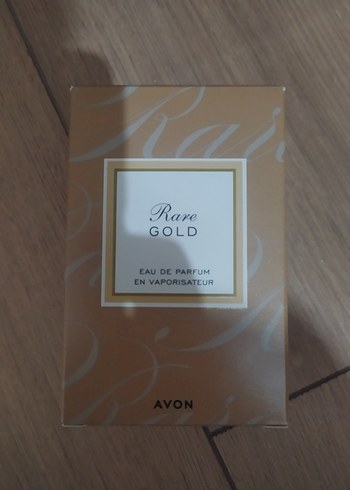 Rare
GOLD
EAU DE PARFUM
EN VAPORISATEUR
AVON